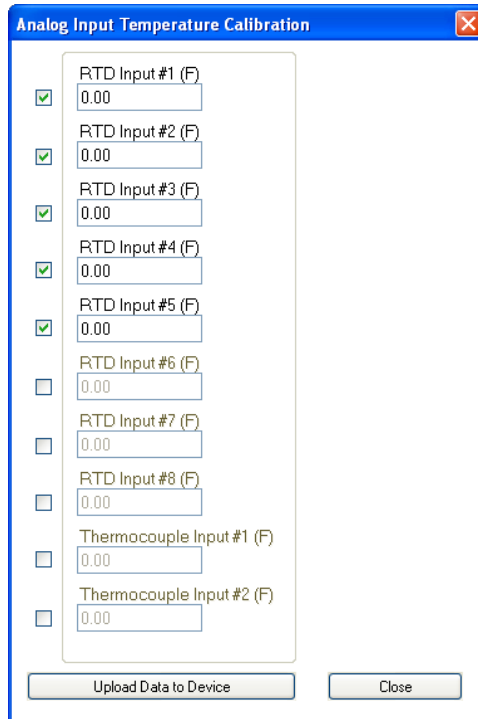 Analog Input Temperature Calibration
RTD Input #1 (F)
0.00
RTD Input #2 (F)
0.00
RTD Input #3 (F)
0.00
RTD Input #4 (F)
0.00
RTD Input #5 (F)
0.00
RTD Input #6 (F)
0.00
RTD Input #7 (F)
0.00
RTD Input #8 (F)
0.00
Thermocouple Input #1 (F)
0.00
Thermocouple Input #2 (F)
0.00
Upload Data to Device Close